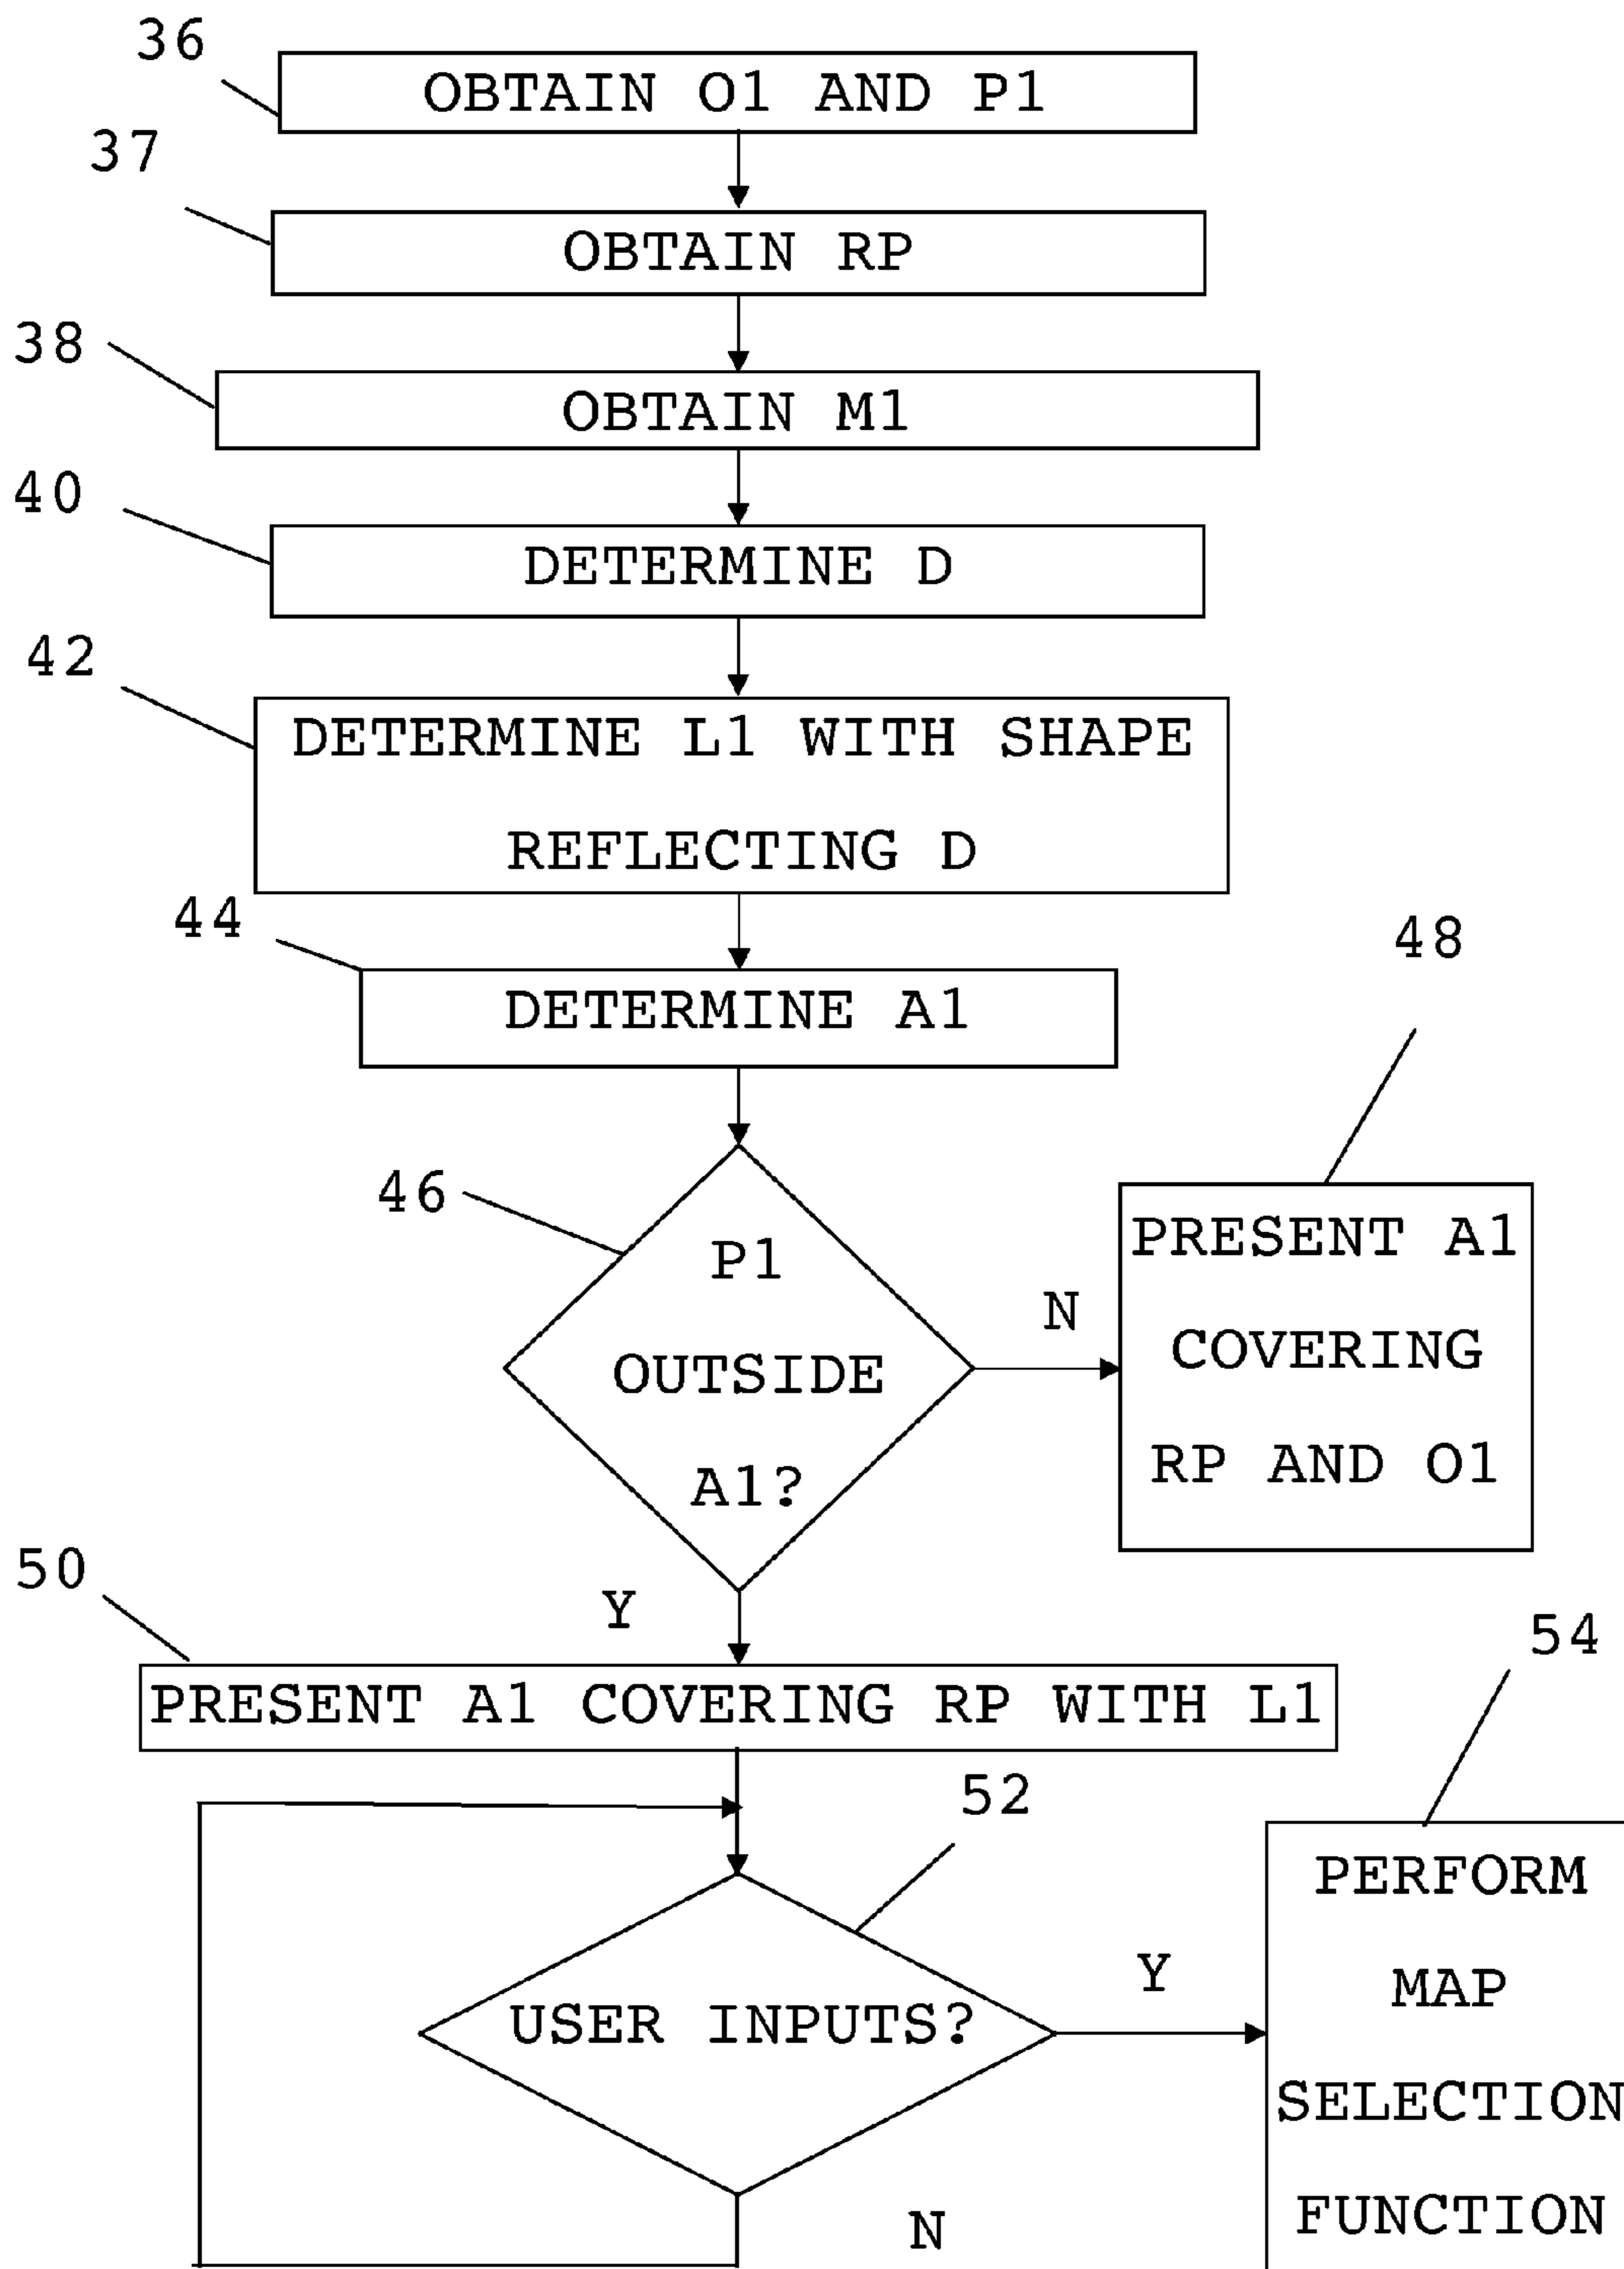 36
OBTAIN O1 AND P1
37
OBTAIN RP
38
OBTAIN M1
40
DETERMINE D
42
DETERMINE L1 WITH SHAPE
REFLECTING D
44
DETERMINE A1
46
P1
OUTSIDE
A1?
N
48
PRESENT A1
COVERING
RP AND O1
Y
50
PRESENT A1 COVERING RP WITH L1
52
USER INPUTS?
Y
N
54
PERFORM
MAP
SELECTION
FUNCTION